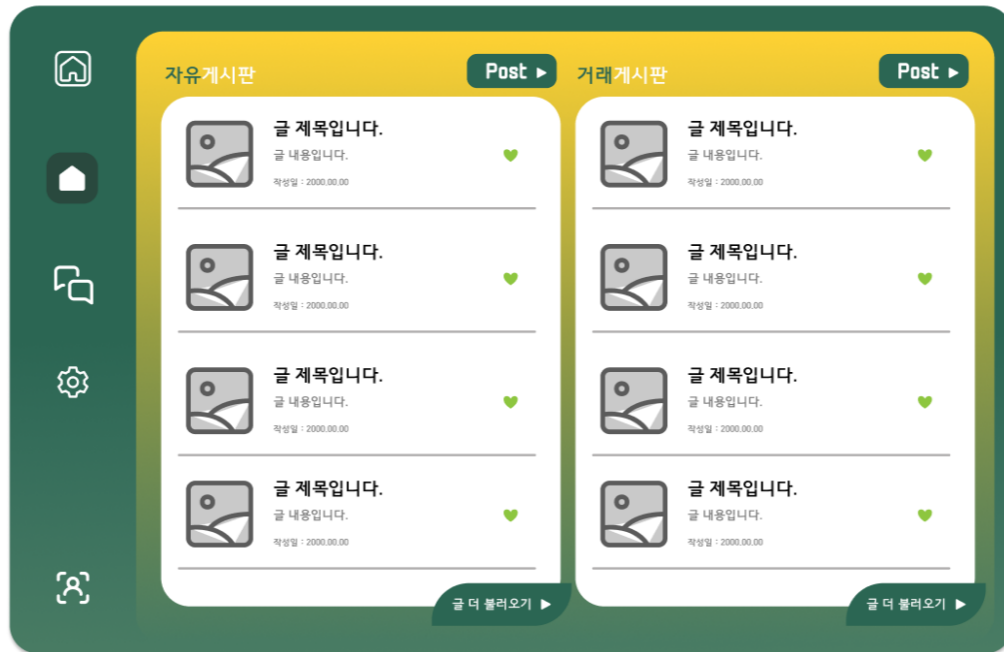 자유게시판
Post
글 제목입니다.
글 내용입니다.
작성일 : 2000.00.00
글 제목입니다.
글 내용입니다.
작성일 : 2000.00.00
글 제목입니다.
글 내용입니다.
작성일 : 2000.00.00
글 제목입니다.
글 내용입니다.
작성일 : 2000.00.00
글 더 불러오기
거래게시판
Post
글 제목입니다.
글 내용입니다.
작성일 : 2000.00.00
글 제목입니다.
글 내용입니다.
작성일 : 2000.00.00
글 제목입니다.
글 내용입니다.
작성일 : 2000.00.00
글 제목입니다.
글 내용입니다.
작성일 : 2000.00.00
글 더 불러오기